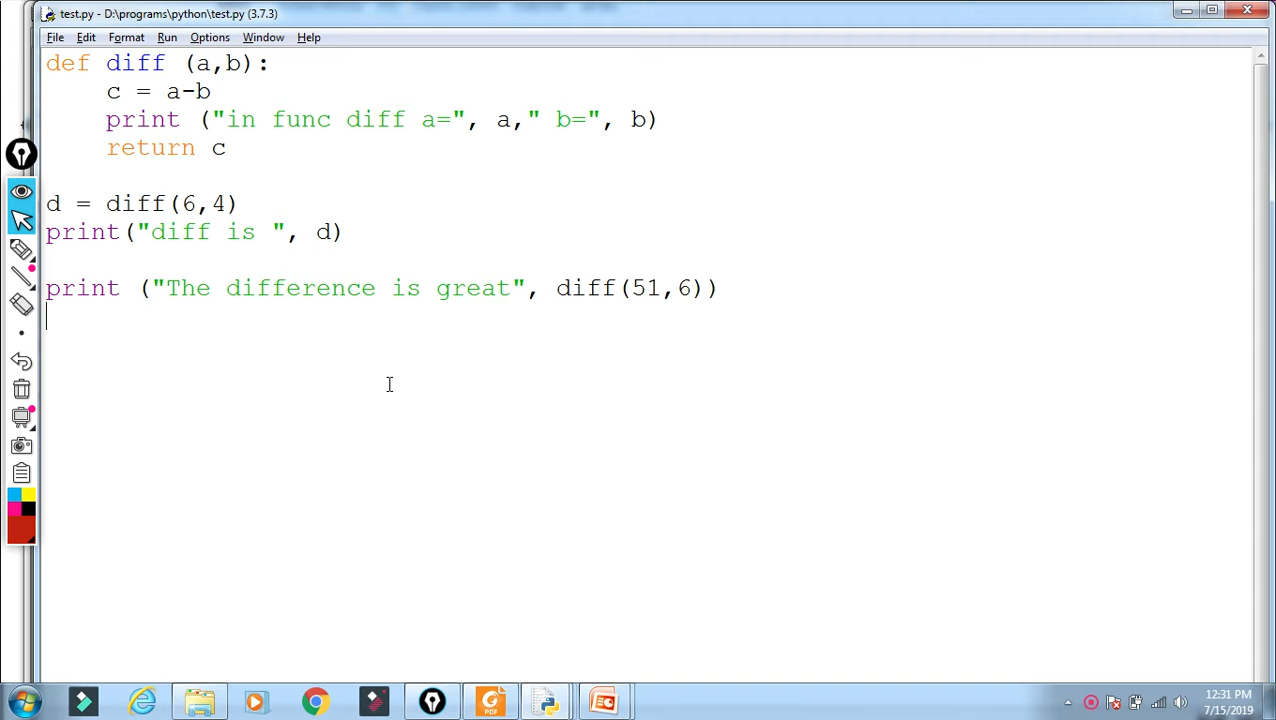 test.py - D:\programs\python\test.py (3.7.3)
File Edit Format Run Options Window Help
def diff (a,b):
    c = a-b
    print ("in func diff a=", a," b=", b)
    return c

d = diff(6,4)
print("diff is ", d)

print ("The difference is great", diff(51,6))
PDF
12:31 PM
7/15/2019